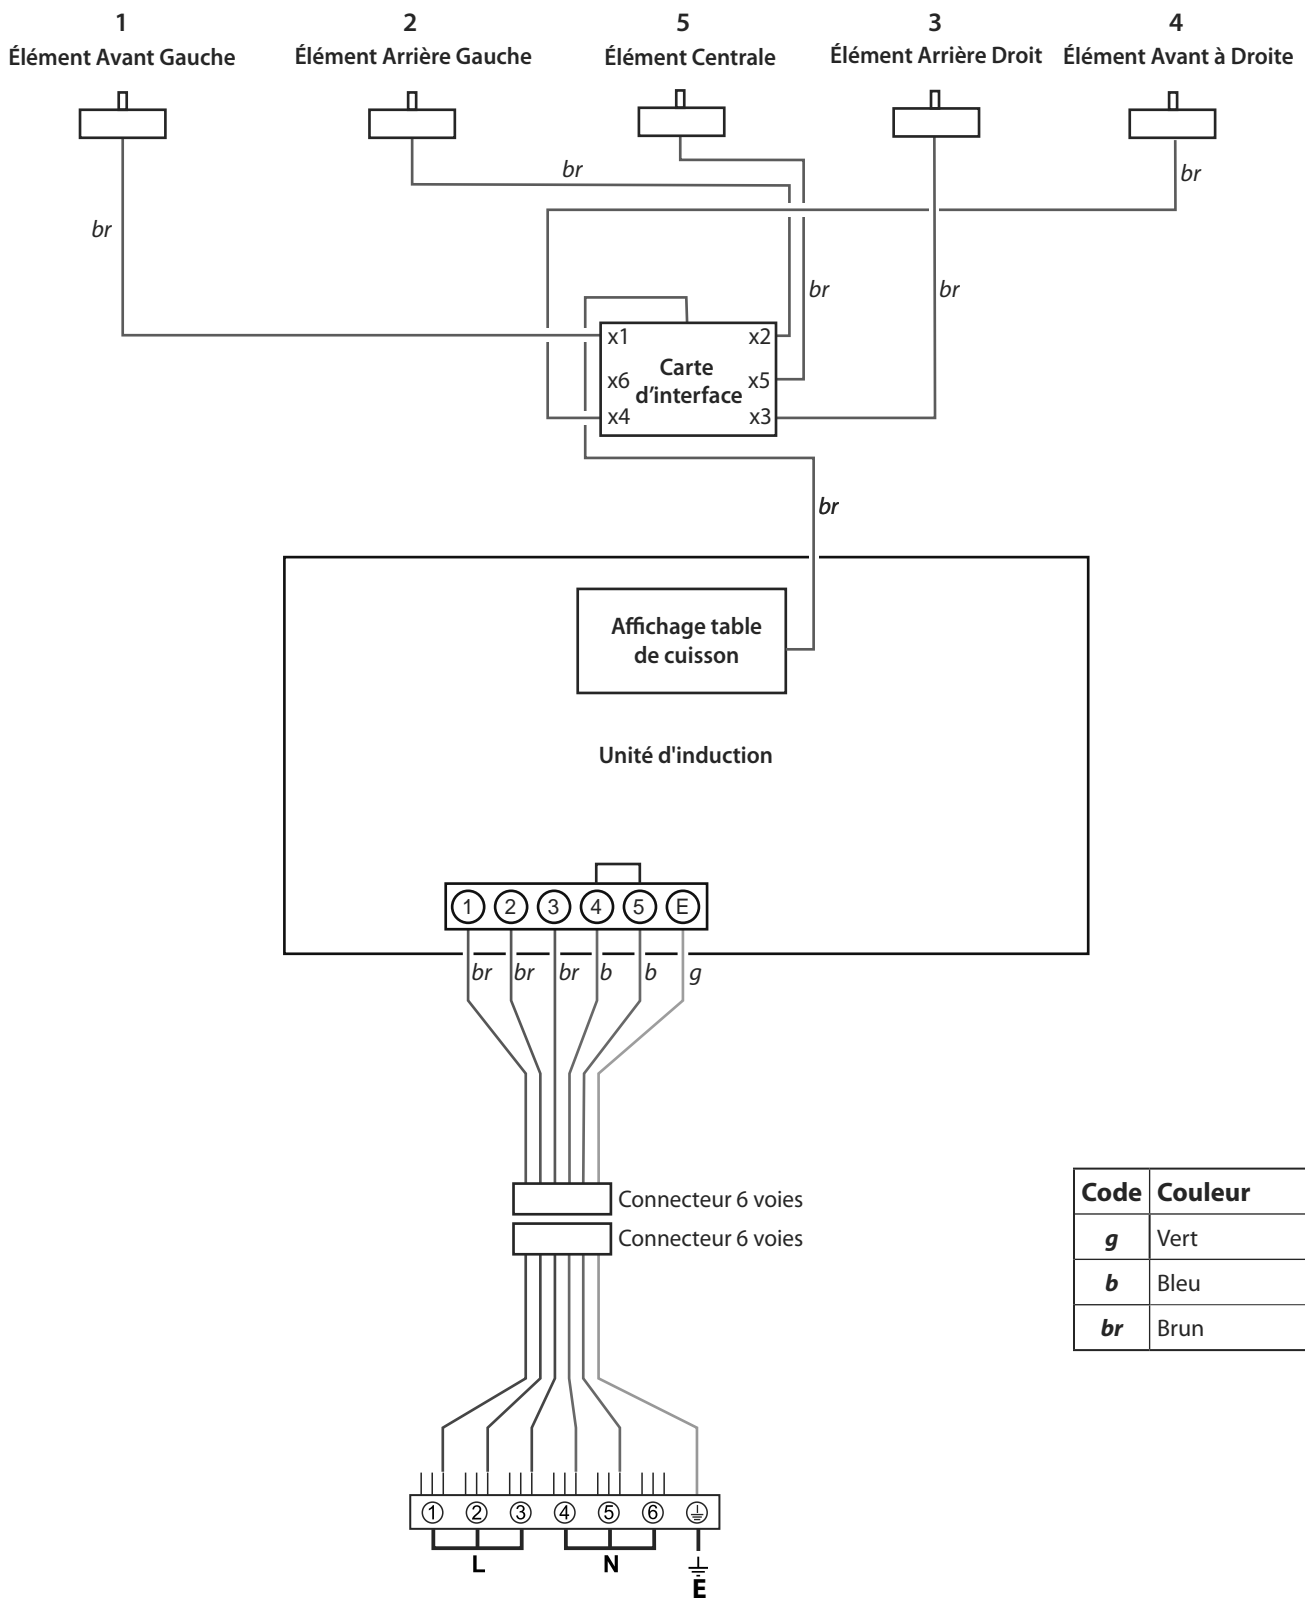 1
2
5
3
4
Élément Avant Gauche
Élément Arrière Gauche
Élément Centrale
Élément Arrière Droit
Élément Avant à Droite
br
br
br
br
br
x1
x2
Carte
d'interface
x6
x5
x4
x3
br
Affichage table
de cuisson
Unité d'induction
1 2 3 4 5 E
br br br b b g
Connecteur 6 voies
Connecteur 6 voies
Code Couleur
g Vert
b Bleu
br Brun
1 2 3 4 5 6
L N
E